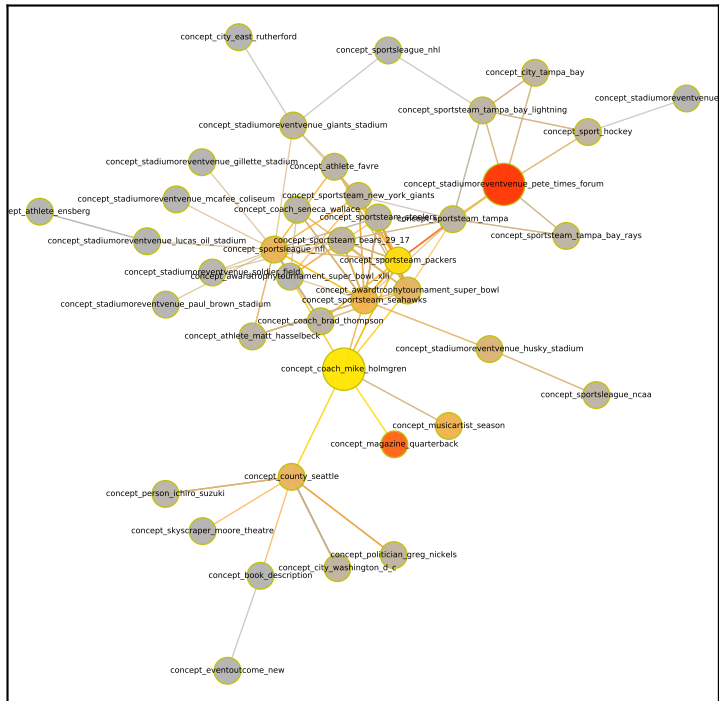 concept_city_east_rutherford
concept_sportsleague_nhl
concept_city_tampa_bay
concept_stadiumoreventvenue
concept_sportsteam_tampa_bay_lightning
concept_stadiumoreventvenue_giants_stadium
concept_sport_hockey
concept_stadiumoreventvenue_gillette_stadium
concept_athlete_favre
concept_stadiumoreventvenue_pete_times_forum
concept_stadiumoreventvenue_mcafee_coliseum
concept_sportsteam_new_york_giants
ept_athlete_ensberg
concept_coach_seneca_wallace
concept_sportsteam_steelers
concept_sportsteam_tampa
concept_stadiumoreventvenue_lucas_oil_stadium
concept_sportsteam_bears_29_17
concept_sportsteam_tampa_bay_rays
concept_sportsleague_nfl
concept_sportsteam_packers
concept_stadiumoreventvenue_soldier_field
concept_awardtrophytournament_super_bowl_xliii
concept_awardtrophytournament_super_bowl
concept_sportsteam_seahawks
concept_stadiumoreventvenue_paul_brown_stadium
concept_coach_brad_thompson
concept_athlete_matt_hasselbeck
concept_stadiumoreventvenue_husky_stadium
concept_coach_mike_holmgren
concept_sportsleague_ncaa
concept_musicartist_season
concept_magazine_quarterback
concept_county_seattle
concept_person_ichiro_suzuki
concept_skyscraper_moore_theatre
concept_politician_greg_nickels
concept_city_washington_d_c
concept_book_description
concept_eventoutcome_new